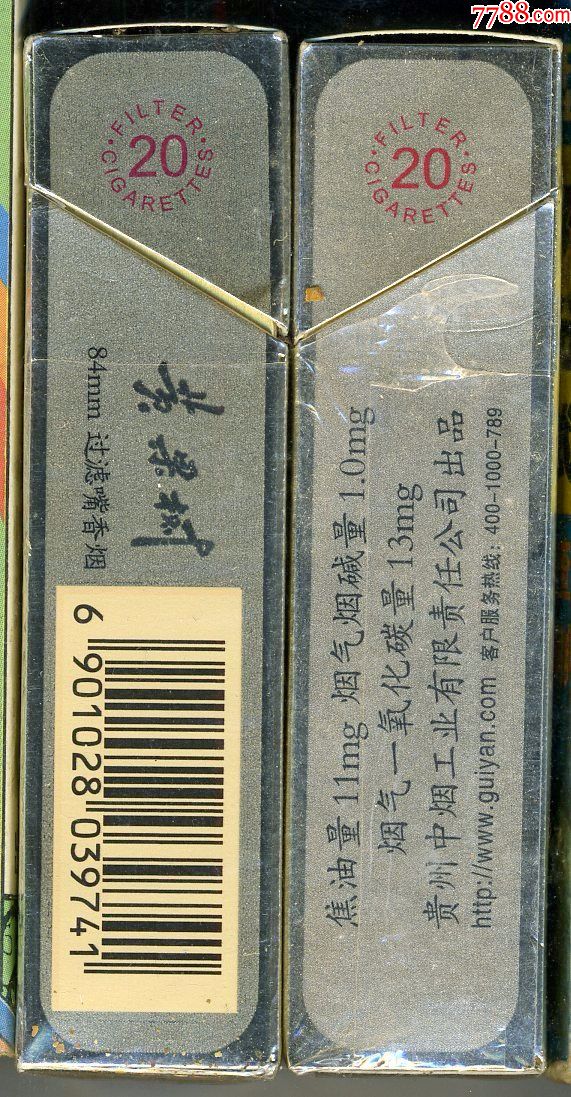 7788.com
·FILTER·
20
CIGARETTES
黄果树
84mm 过滤嘴香烟
6 901028 039741
·FILTER·
20
CIGARETTES
焦油量 11mg 烟气烟碱量 1.0mg
烟气一氧化碳量 13mg
贵州中烟工业有限责任公司出品
http://www.guiyan.com 客户服务热线：400-1000-789